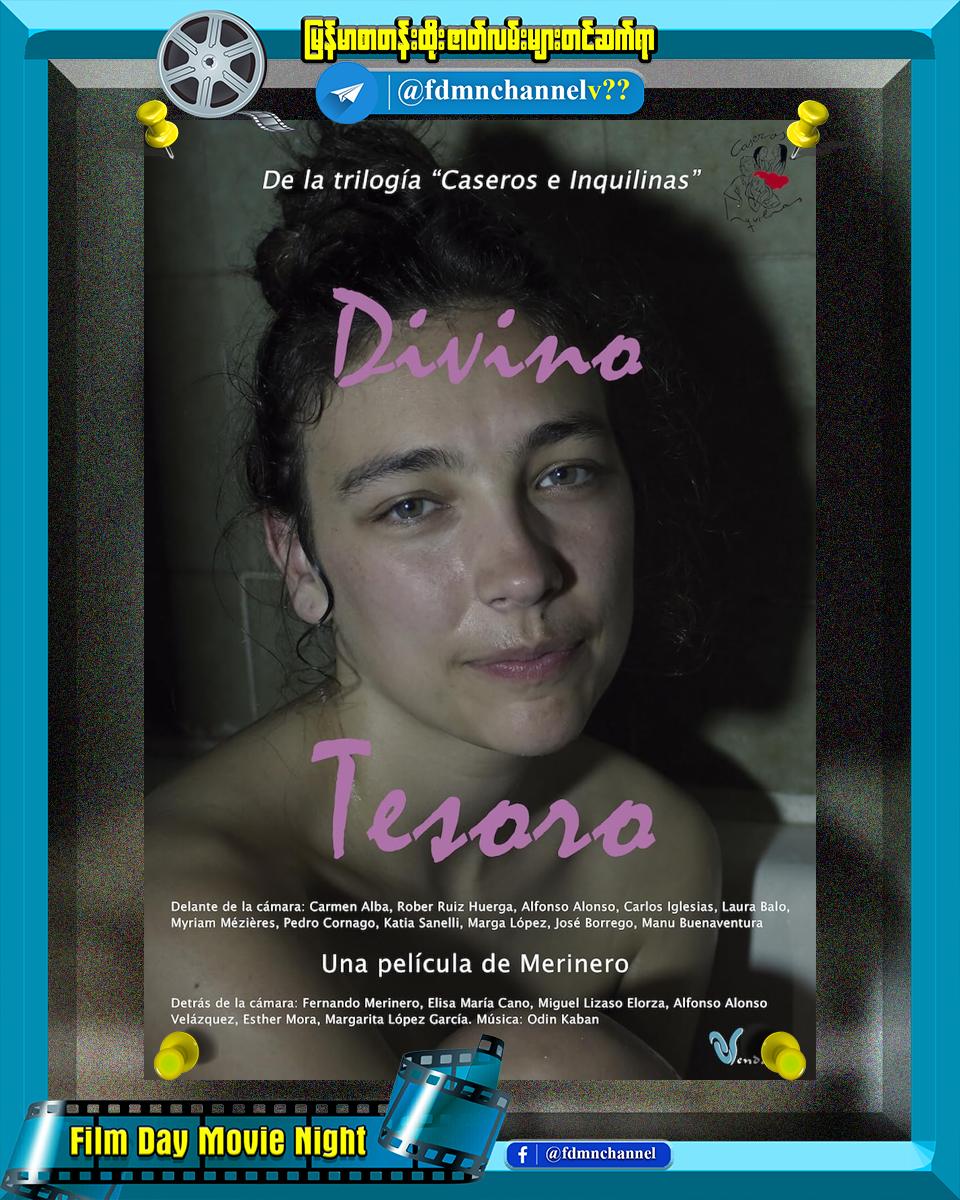 မြန်မာစာတန်းထိုးဇာတ်လမ်းများတင်ဆက်ရာ
@fdmnchannelv??
Caseros
De la trilogía “Caseros e Inquilinas”
Divino
Tesoro
Delante de la cámara: Carmen Alba, Rober Ruiz Huerga, Alfonso Alonso, Carlos Iglesias, Laura Balo,
Myriam Mézières, Pedro Cornago, Katia Sanelli, Marga López, José Borrego, Manu Buenaventura
Una película de Merinero
Detrás de la cámara: Fernando Merinero, Elisa María Cano, Miguel Lizaso Elorza, Alfonso Alonso
Velázquez, Esther Mora, Margarita López García. Música: Odin Kaban
Film Day Movie Night
@fdmnchannel